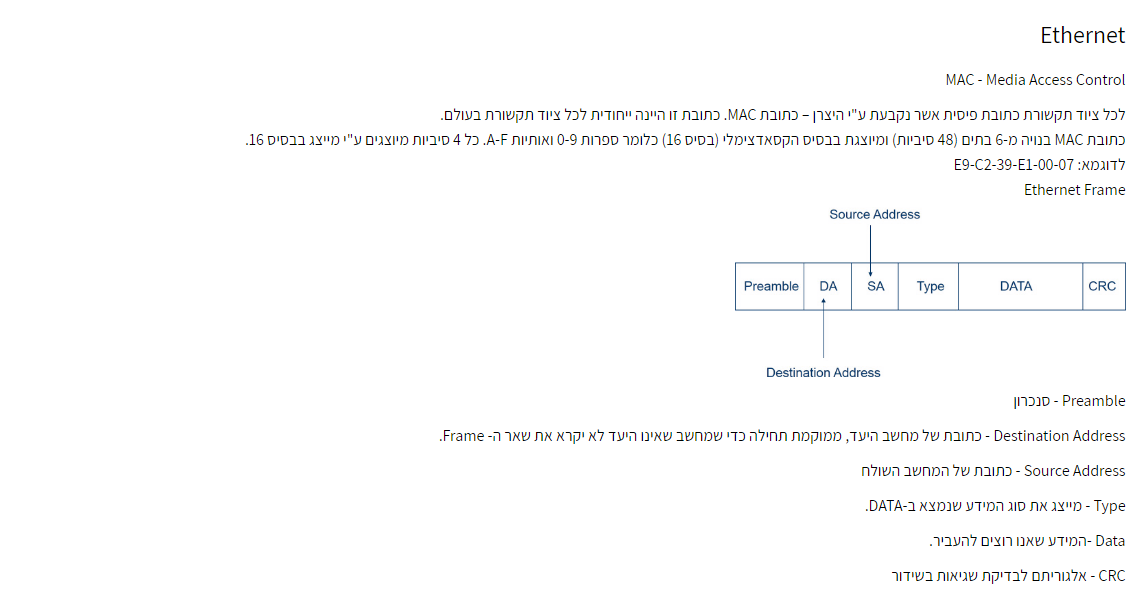 Ethernet
MAC - Media Access Control
לכל ציוד תקשורת כתובת פיסית אשר נקבעת ע"י היצרן – כתובת MAC. כתובת זו היינה ייחודית לכל ציוד תקשורת בעולם.
כתובת MAC בנויה מ-6 בתים (48 סיביות) ומיוצגת בבסיס הקסאדצימלי (בסיס 16) כלומר ספרות 0-9 ואותיות A-F. כל 4 סיביות מיוצגים ע"י מייצג בבסיס 16.
לדוגמא: E9-C2-39-E1-00-07
Ethernet Frame
Source Address
Preamble DA SA Type DATA CRC
Destination Address
Preamble - סנכרון
Destination Address - כתובת של מחשב היעד, ממוקמת תחילה כדי שמחשב שאינו היעד לא יקרא את שאר ה- Frame.
Source Address - כתובת של המחשב השולח
Type - מייצג את סוג המידע שנמצא ב-DATA.
Data -המידע שאנו רוצים להעביר.
CRC - אלגוריתם לבדיקת שגיאות בשידור